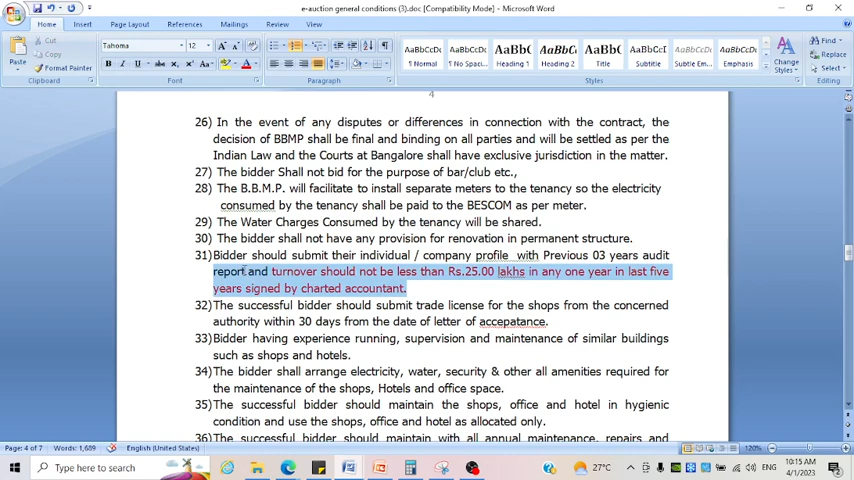 e-auction general conditions (3).doc [Compatibility Mode] - Microsoft Word
Home Insert Page Layout References Mailings Review View
Paste Cut Copy Format Painter
Tahoma 12
AaBbCcDc AaBbCcDc AaBbC AaBbCc AaBb( AaBbCcD AaBbCcDc AaBbCcDc
¶ Normal ¶ No Spaci... Heading 1 Heading 2 Title Subtitle Subtle Em... Emphasis
Change Styles
Find Replace Select
Clipboard Font Paragraph Styles Editing
4
26) In the event of any disputes or differences in connection with the contract, the
decision of BBMP shall be final and binding on all parties and will be settled as per the
Indian Law and the Courts at Bangalore shall have exclusive jurisdiction in the matter.
27) The bidder Shall not bid for the purpose of bar/club etc.,
28) The B.B.M.P. will facilitate to install separate meters to the tenancy so the electricity
consumed by the tenancy shall be paid to the BESCOM as per meter.
29) The Water Charges Consumed by the tenancy will be shared.
30) The bidder shall not have any provision for renovation in permanent structure.
31)Bidder should submit their individual / company profile with Previous 03 years audit
report and turnover should not be less than Rs.25.00 lakhs in any one year in last five
years signed by charted accountant.
32)The successful bidder should submit trade license for the shops from the concerned
authority within 30 days from the date of letter of accepatance.
33)Bidder having experience running, supervision and maintenance of similar buildings
such as shops and hotels.
34)The bidder shall arrange electricity, water, security & other all amenities required for
the maintenance of the shops, Hotels and office space.
35)The successful bidder should maintain the shops, office and hotel in hygienic
condition and use the shops, office and hotel as allocated only.
36)The successful bidder should maintain with all annual maintenance, repairs and
Page: 4 of 7 Words: 1,689 English (United States) 120%
Type here to search
27°C ENG 10:15 AM
4/1/2023